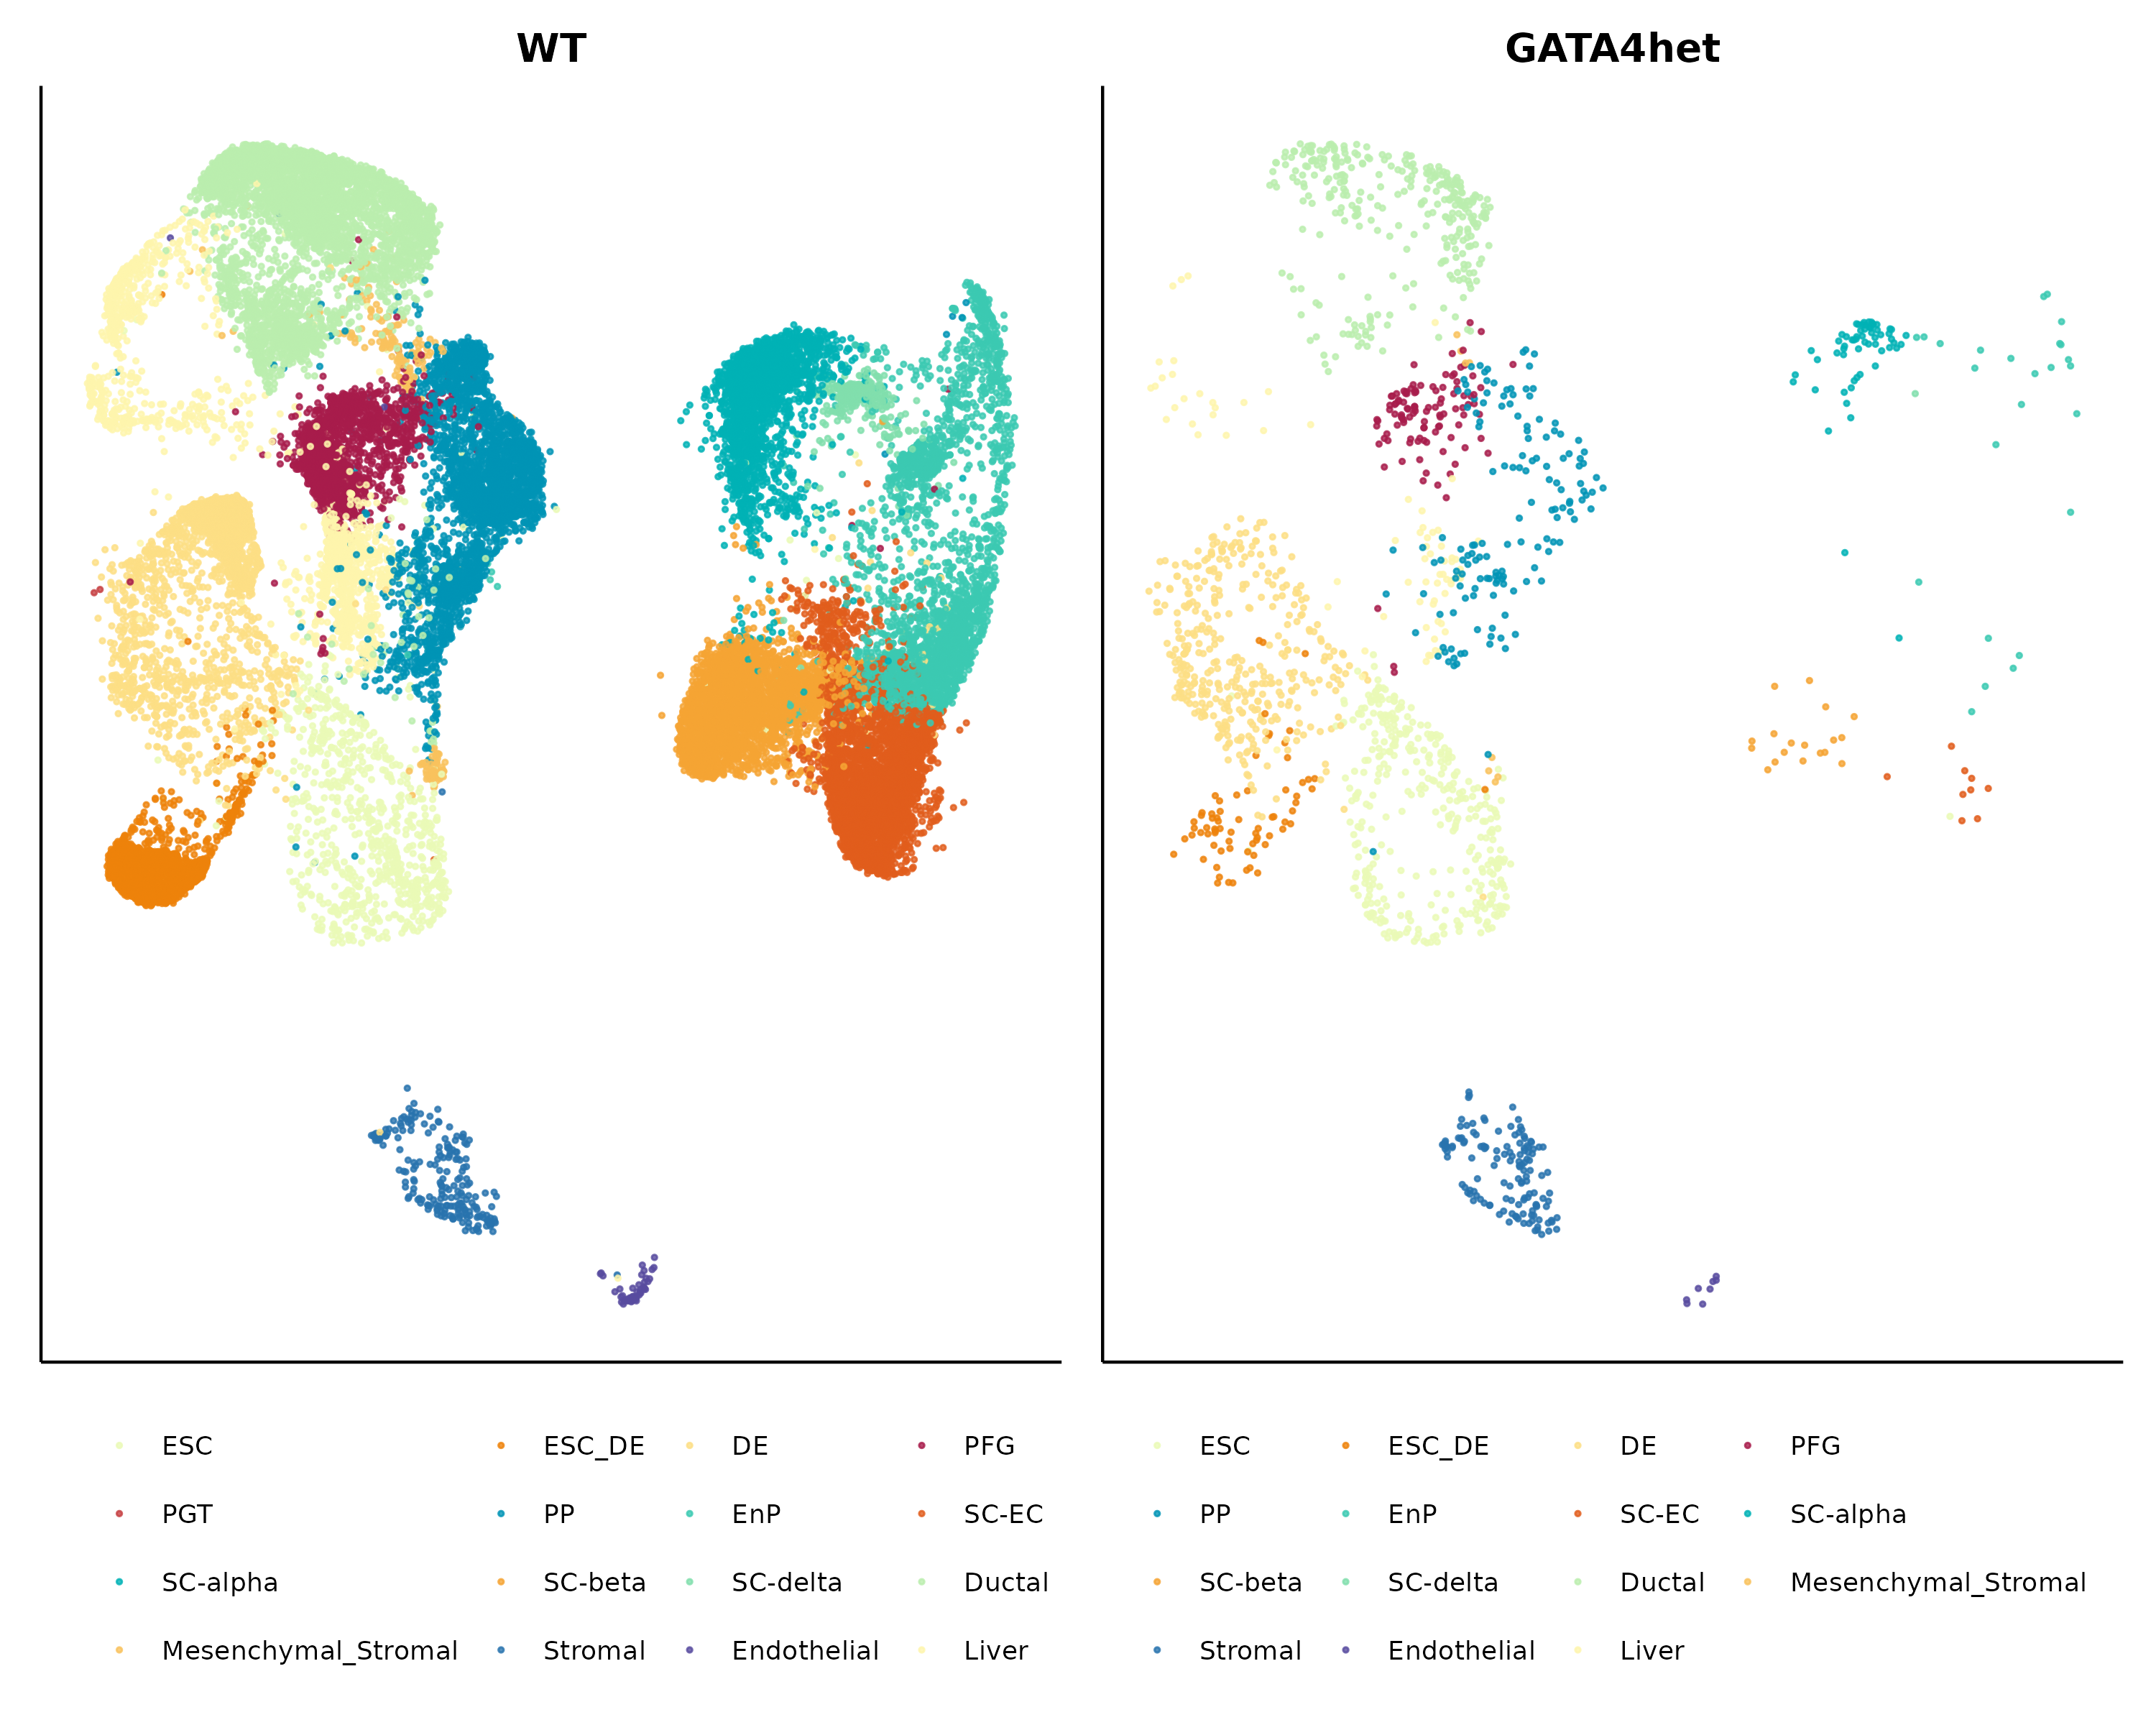 WT
GATA4het
ESC ESC_DE DE PFG ESC ESC_DE DE PFG
PGT PP EnP SC-EC PP EnP SC-EC SC-alpha
SC-alpha SC-beta SC-delta Ductal SC-beta SC-delta Ductal Mesenchymal_Stromal
Mesenchymal_Stromal Stromal Endothelial Liver Stromal Endothelial Liver